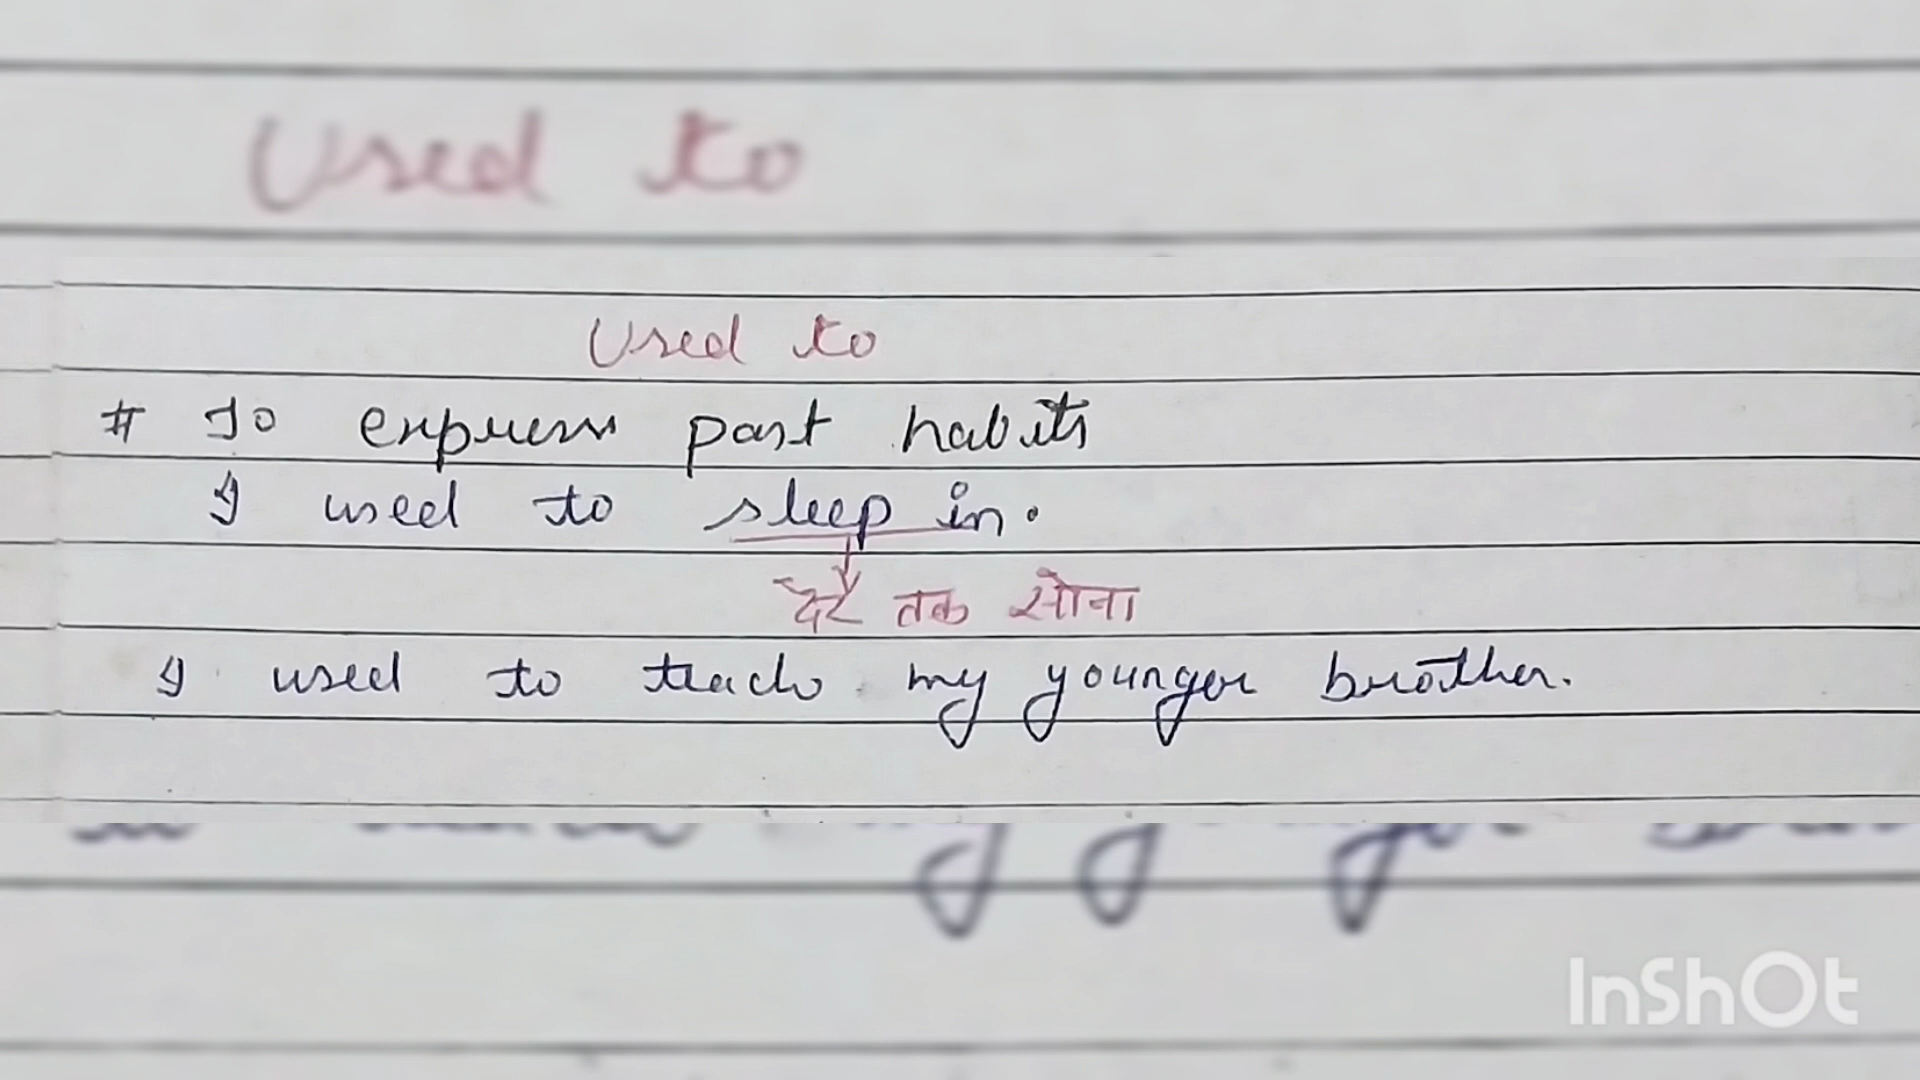 Used to
Used to
# To express past habits
I used to sleep in.
देर तक सोना
I used to teach my younger brother.
InShOt